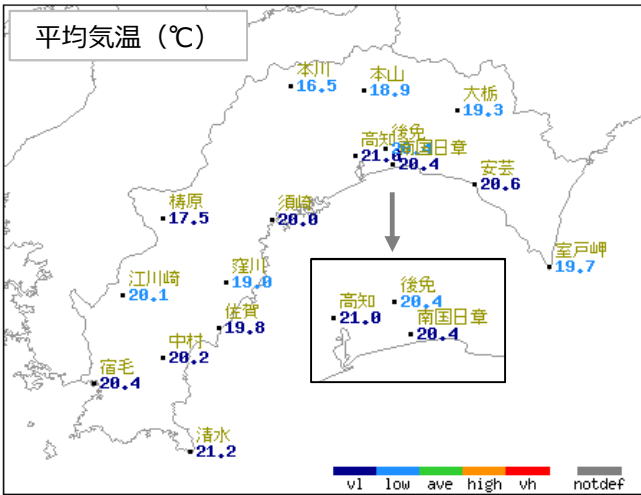 平均気温（℃）
本川
16.5
本山
18.9
大栃
19.3
高知
21.0
後免
20.4
南国日章
20.4
安芸
20.6
梼原
17.5
須崎
20.0
室戸岬
19.7
江川崎
20.1
窪川
19.0
佐賀
19.8
中村
20.2
宿毛
20.4
清水
21.2
高知
21.0
後免
20.4
南国日章
20.4
vl low ave high vh notdef